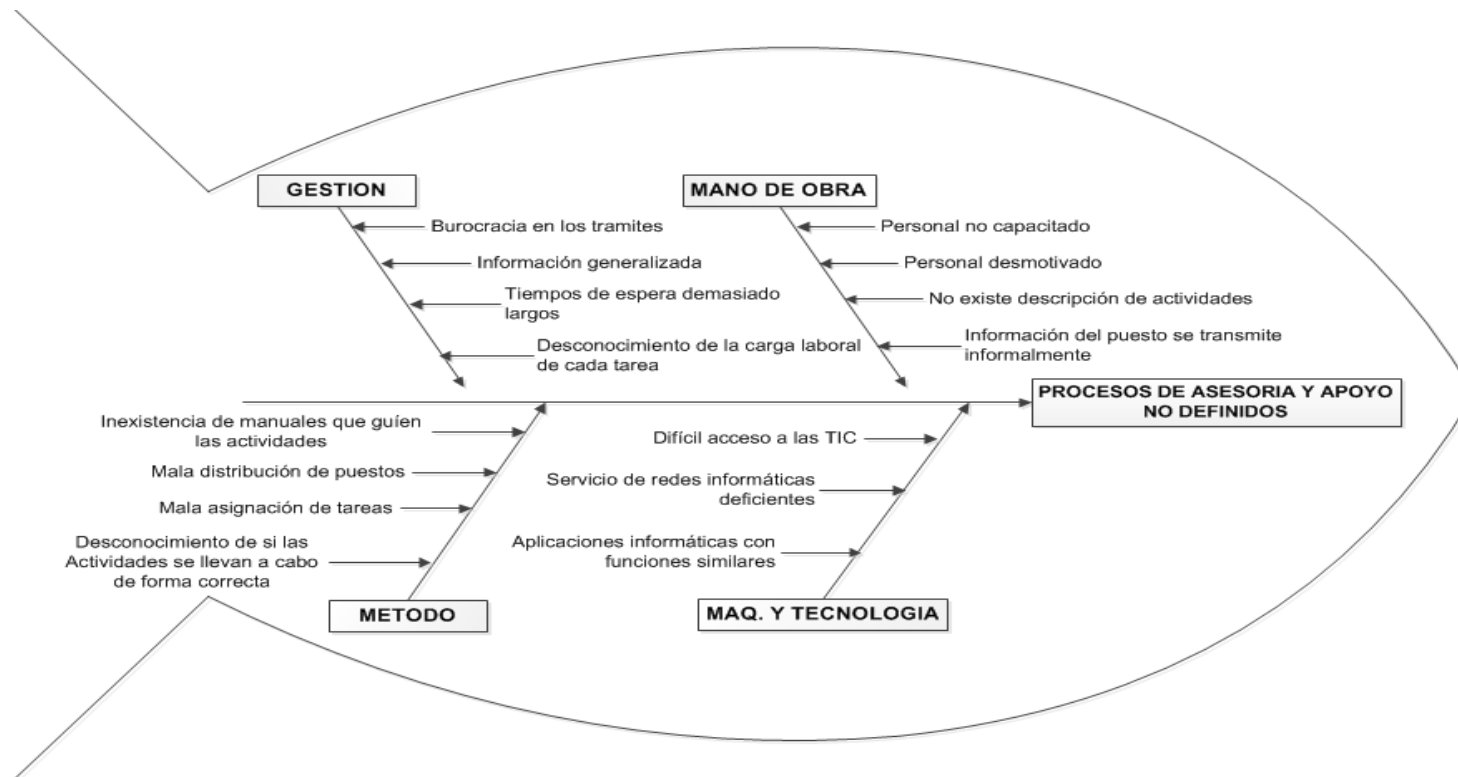 GESTION
Burocracia en los tramites
Información generalizada
Tiempos de espera demasiado
largos
Desconocimiento de la carga laboral
de cada tarea
MANO DE OBRA
Personal no capacitado
Personal desmotivado
No existe descripción de actividades
Información del puesto se transmite
informalmente
PROCESOS DE ASESORIA Y APOYO
NO DEFINIDOS
Inexistencia de manuales que guíen
las actividades
Mala distribución de puestos
Mala asignación de tareas
Desconocimiento de si las
Actividades se llevan a cabo
de forma correcta
METODO
Difícil acceso a las TIC
Servicio de redes informáticas
deficientes
Aplicaciones informáticas con
funciones similares
MAQ. Y TECNOLOGIA